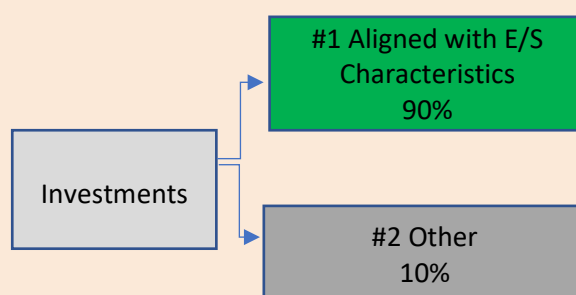 #1 Aligned with E/S
Characteristics
90%
Investments
#2 Other
10%